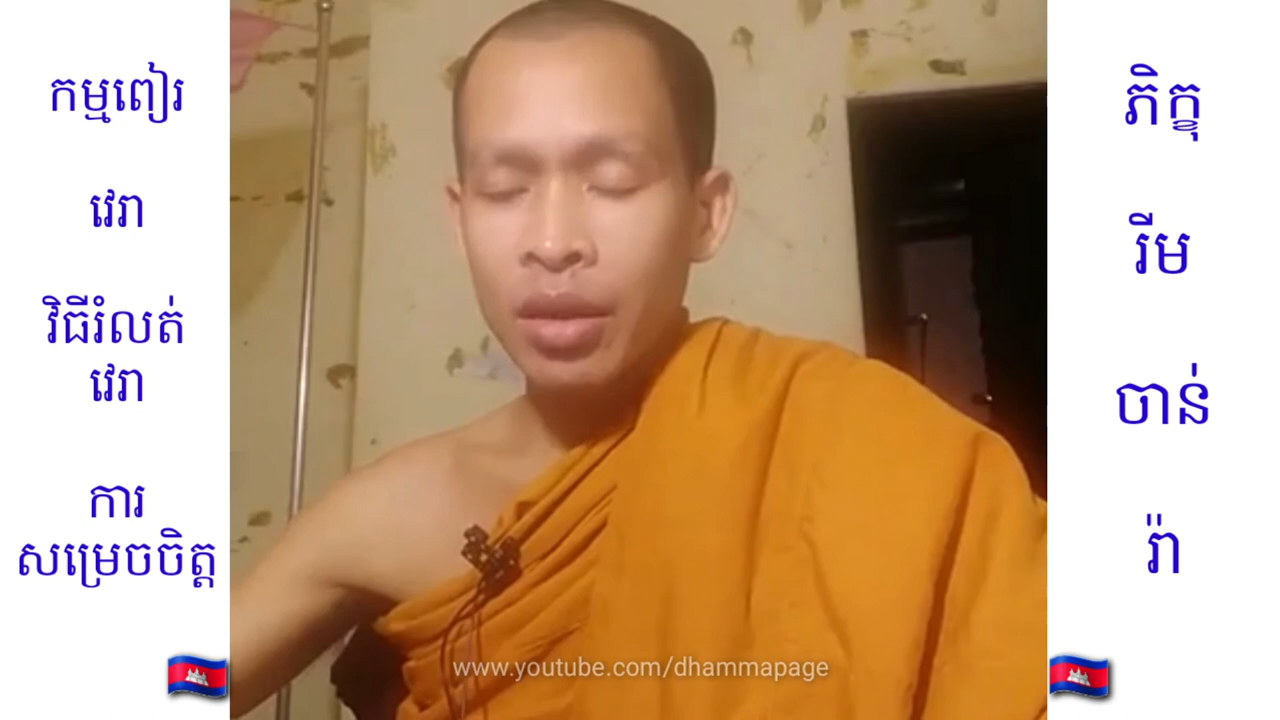 កម្មពៀរ
វេរា
វិធីរំលត់
វេរា
ការ
សម្រេចចិត្ត
ភិក្ខុ
រីម
ចាន់
រ៉ា
www.youtube.com/dhammapage